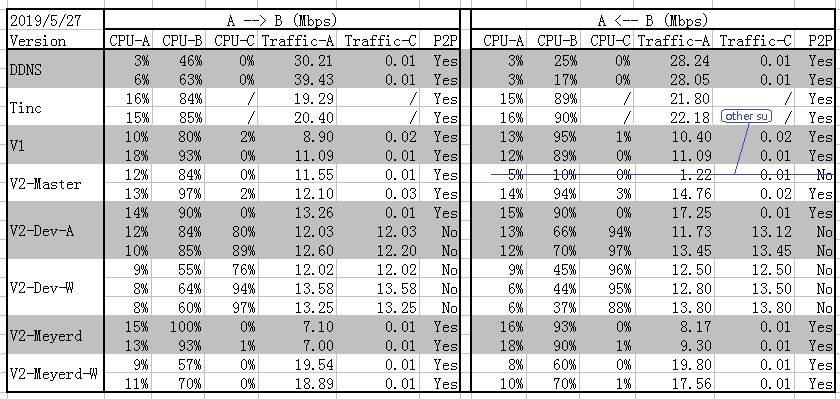 2019/5/27 A --> B (Mbps) A <-- B (Mbps)
Version CPU-A CPU-B CPU-C Traffic-A Traffic-C P2P CPU-A CPU-B CPU-C Traffic-A Traffic-C P2P
DDNS 3% 46% 0% 30.21 0.01 Yes 3% 25% 0% 28.24 0.01 Yes
6% 63% 0% 39.43 0.01 Yes 3% 17% 0% 28.05 0.01 Yes
Tinc 16% 84% / 19.29 / Yes 15% 89% / 21.80 / Yes
15% 85% / 20.40 / Yes 16% 90% / 22.18 other su / Yes
V1 10% 80% 2% 8.90 0.02 Yes 13% 95% 1% 10.40 0.02 Yes
18% 93% 0% 11.09 0.01 Yes 12% 89% 0% 11.09 0.01 Yes
V2-Master 12% 84% 0% 11.55 0.01 Yes 5% 10% 0% 1.22 0.01 No
13% 97% 2% 12.10 0.03 Yes 14% 94% 3% 14.76 0.02 Yes
V2-Dev-A 14% 90% 0% 13.26 0.01 Yes 15% 90% 0% 17.25 0.01 Yes
12% 84% 80% 12.03 12.03 No 13% 66% 94% 11.73 13.12 No
10% 85% 89% 12.60 12.20 No 12% 70% 97% 13.45 13.45 No
V2-Dev-W 9% 55% 76% 12.02 12.02 No 9% 45% 96% 12.50 12.50 No
8% 64% 94% 13.58 13.58 No 6% 44% 95% 12.80 13.50 No
8% 60% 97% 13.25 13.25 No 6% 37% 88% 13.80 13.80 No
V2-Meyerd 15% 100% 0% 7.10 0.01 Yes 16% 93% 0% 8.17 0.01 Yes
13% 93% 1% 7.00 0.01 Yes 18% 90% 1% 9.30 0.01 Yes
V2-Meyerd-W 9% 57% 0% 19.54 0.01 Yes 8% 60% 0% 19.80 0.01 Yes
11% 70% 0% 18.89 0.01 Yes 10% 70% 1% 17.56 0.01 Yes